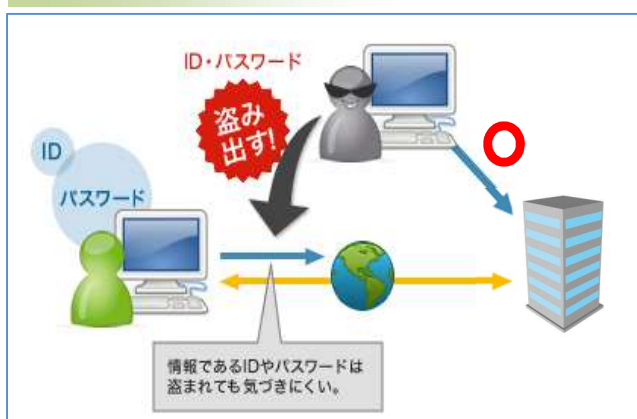 ID・パスワード
盗み
出す!
ID
パスワード
情報であるIDやパスワードは
盗まれても気づきにくい。